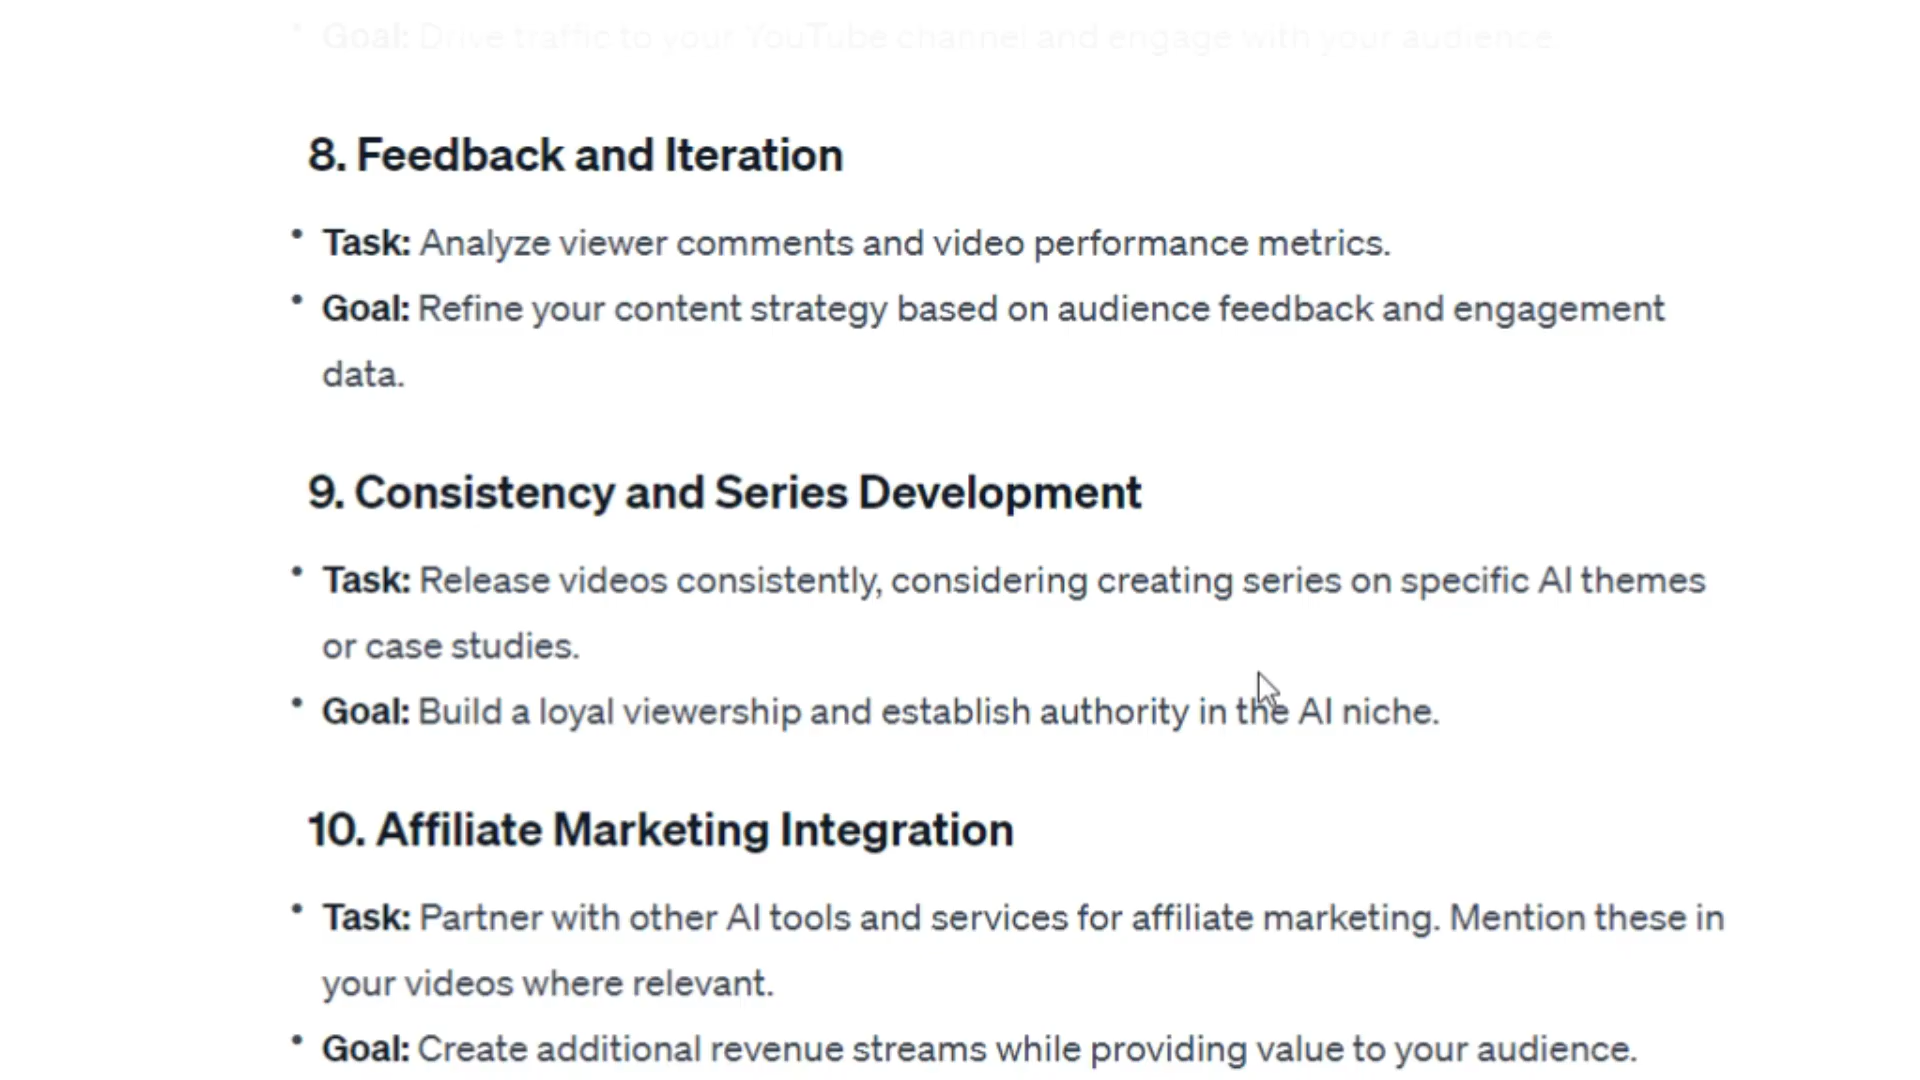 • Goal: Drive traffic to your YouTube channel and engage with your audience.
8. Feedback and Iteration
• Task: Analyze viewer comments and video performance metrics.
• Goal: Refine your content strategy based on audience feedback and engagement
data.
9. Consistency and Series Development
• Task: Release videos consistently, considering creating series on specific AI themes
or case studies.
• Goal: Build a loyal viewership and establish authority in the AI niche.
10. Affiliate Marketing Integration
• Task: Partner with other AI tools and services for affiliate marketing. Mention these in
your videos where relevant.
• Goal: Create additional revenue streams while providing value to your audience.